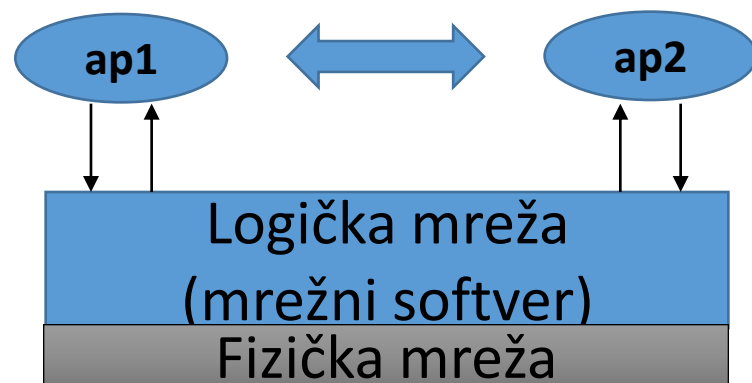 ap1
ap2
Logička mreža
(mrežni softver)
Fizička mreža